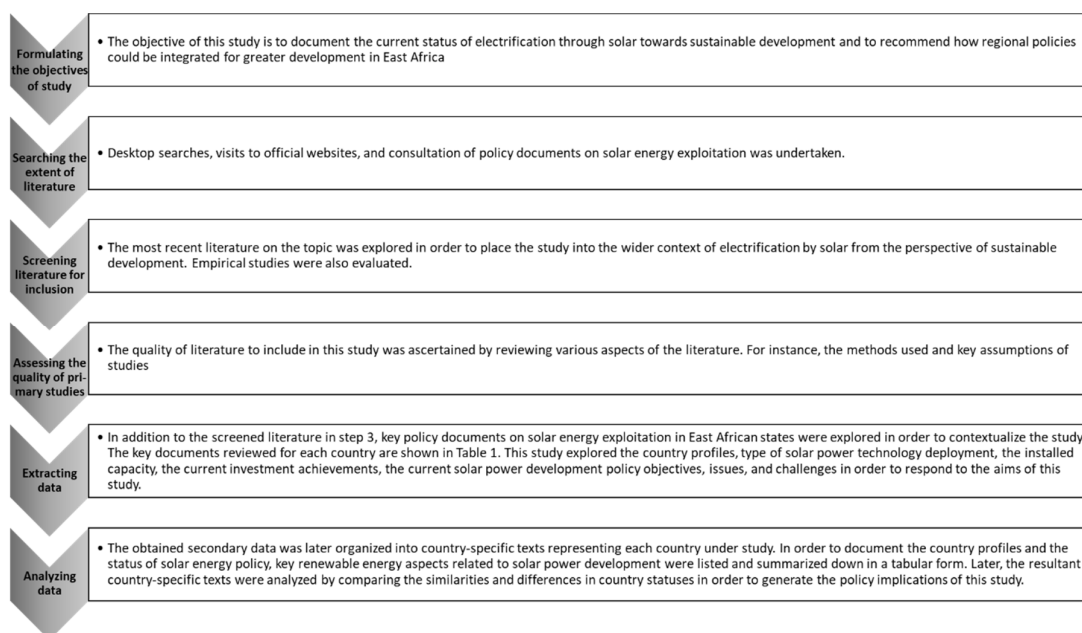 Formulating
the objectives
of study
• The objective of this study is to document the current status of electrification through solar towards sustainable development and to recommend how regional policies
could be integrated for greater development in East Africa
Searching the
extent of
literature
• Desktop searches, visits to official websites, and consultation of policy documents on solar energy exploitation was undertaken.
Screening
literature for
inclusion
• The most recent literature on the topic was explored in order to place the study into the wider context of electrification by solar from the perspective of sustainable
development. Empirical studies were also evaluated.
Assessing the
quality of pri-
mary studies
• The quality of literature to include in this study was ascertained by reviewing various aspects of the literature. For instance, the methods used and key assumptions of
studies
Extracting
data
• In addition to the screened literature in step 3, key policy documents on solar energy exploitation in East African states were explored in order to contextualize the study.
The key documents reviewed for each country are shown in Table 1. This study explored the country profiles, type of solar power technology deployment, the installed
capacity, the current investment achievements, the current solar power development policy objectives, issues, and challenges in order to respond to the aims of this
study.
Analyzing
data
• The obtained secondary data was later organized into country-specific texts representing each country under study. In order to document the country profiles and the
status of solar energy policy, key renewable energy aspects related to solar power development were listed and summarized down in a tabular form. Later, the resultant
country-specific texts were analyzed by comparing the similarities and differences in country statuses in order to generate the policy implications of this study.